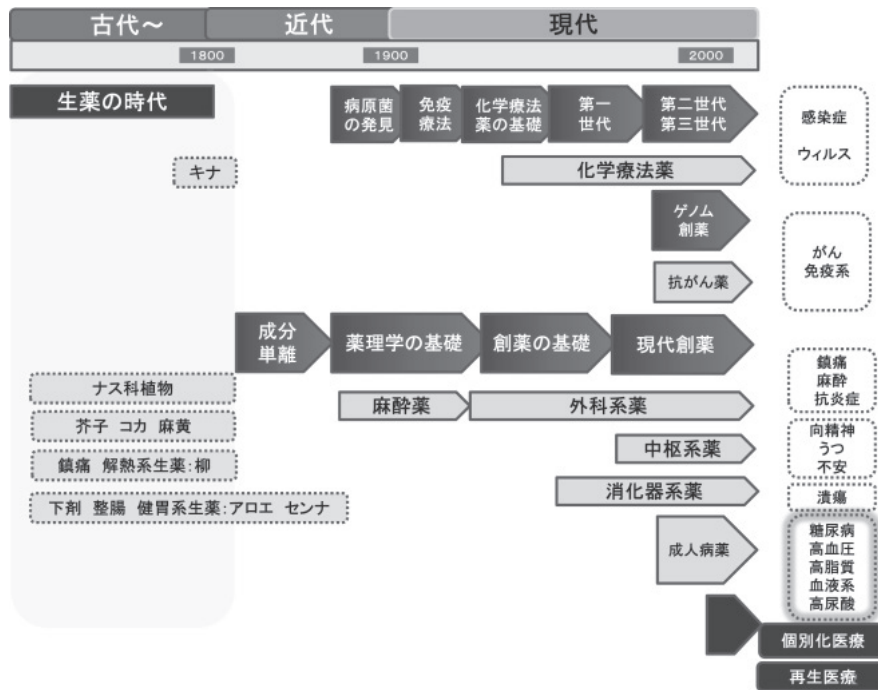 古代～
近代
現代
1800
1900
2000
生薬の時代
病原菌
の発見
免疫
療法
化学療法
薬の基礎
第一
世代
第二世代
第三世代
感染症
ウィルス
キナ
化学療法薬
ゲノム
創薬
がん
免疫系
抗がん薬
成分
単離
薬理学の基礎
創薬の基礎
現代創薬
鎮痛
麻酔
抗炎症
ナス科植物
麻酔薬
外科系薬
芥子 コカ 麻黄
向精神
うつ
不安
中枢系薬
鎮痛 解熱系生薬：柳
消化器系薬
潰瘍
下剤 整腸 健胃系生薬：アロエ センナ
成人病薬
糖尿病
高血圧
高脂質
血液系
高尿酸
個別化医療
再生医療